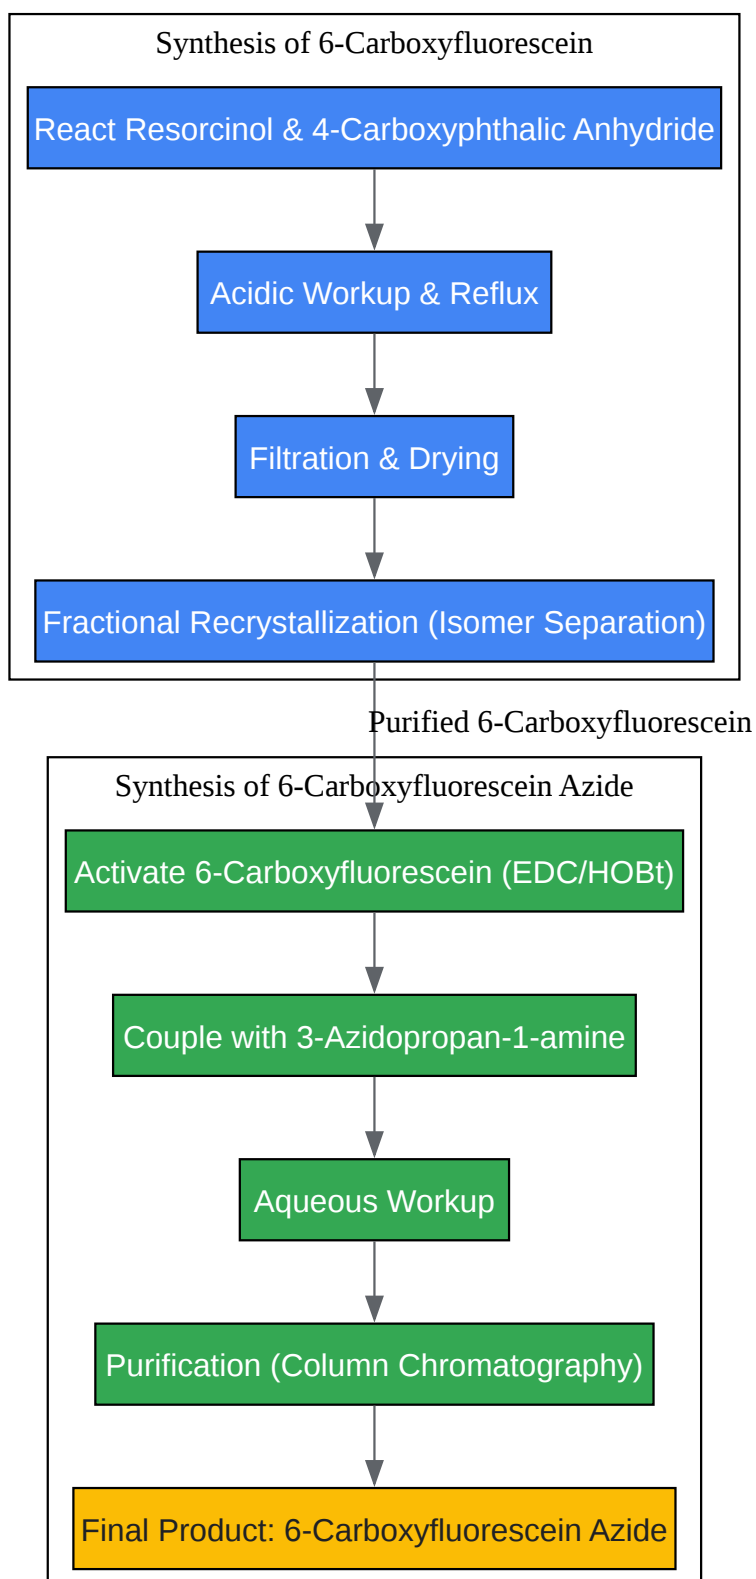 Synthesis of 6-Carboxyfluorescein
React Resorcinol & 4-Carboxyphthalic Anhydride
Acidic Workup & Reflux
Filtration & Drying
Fractional Recrystallization (Isomer Separation)
Purified 6-Carboxyfluorescein
Synthesis of 6-Carboxyfluorescein Azide
Activate 6-Carboxyfluorescein (EDC/HOBt)
Couple with 3-Azidopropan-1-amine
Aqueous Workup
Purification (Column Chromatography)
Final Product: 6-Carboxyfluorescein Azide